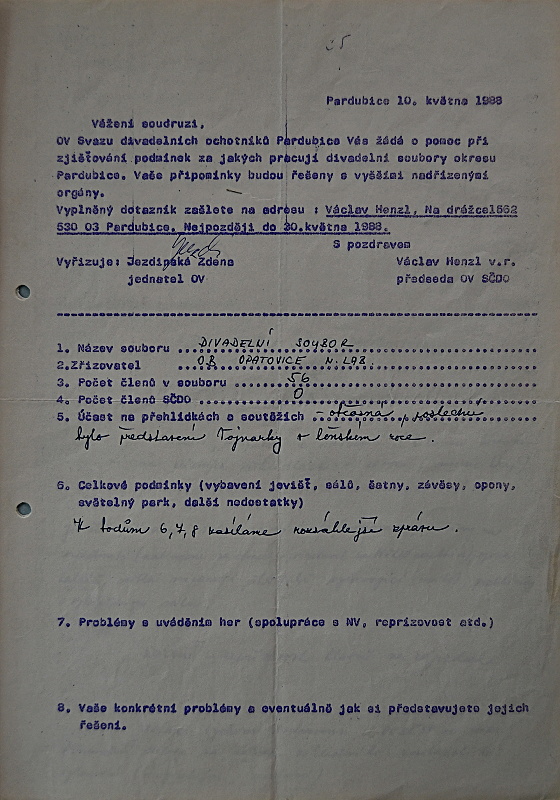 25
Pardubice 10. května 1988
Vážení soudruzi,
OV Svazu divadelních ochotníků Pardubice Vás žádá o pomoc při
zjišťování podmínek za jakých pracují divadelní soubory okresu
Pardubice. Vaše připomínky budou řešeny s vyššími nadřízenými
orgány.
Vyplněný dotazník zašlete na adresu : Václav Henzl, Na drážce1562
530 03 Pardubice. Nejpozději do 20.května 1988.
S pozdravem
Vyřizuje: Jezdinská Zdena Václav Henzl v.r.
jednatel OV předseda OV SČDO
1. Název souboru DIVADELNÍ SOUBOR
2.Zřizovatel OB OPATOVICE N. LAB.
3. Počet členů v souboru 56
4. Počet členů SČDO 0
5. Účast na přehlídkách a soutěžích - občasná, poslední
bylo představení Vojnarky v loňském roce.
6. Celkové podmínky (vybavení jevišť, sálů, šatny, závěsy, opony,
světelný park, další nedostatky)
K bodům 6,7,8 zasíláme rozsáhlejší zprávu.
7. Problémy s uváděním her (spolupráce s NV, reprízovost atd.)
8. Vaše konkrétní problémy a eventuálně jak si představujete jejich
řešení.